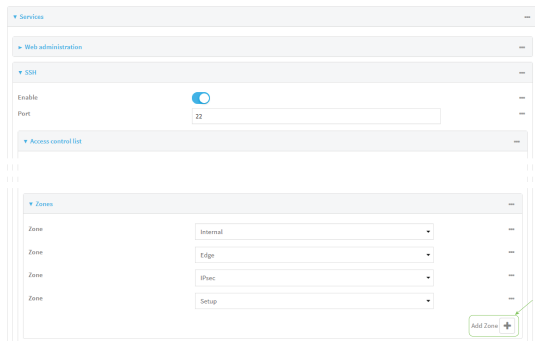 Services
Web administration
SSH
Enable
Port 22
Access control list
Zones
Zone Internal
Zone Edge
Zone IPsec
Zone Setup
Add Zone